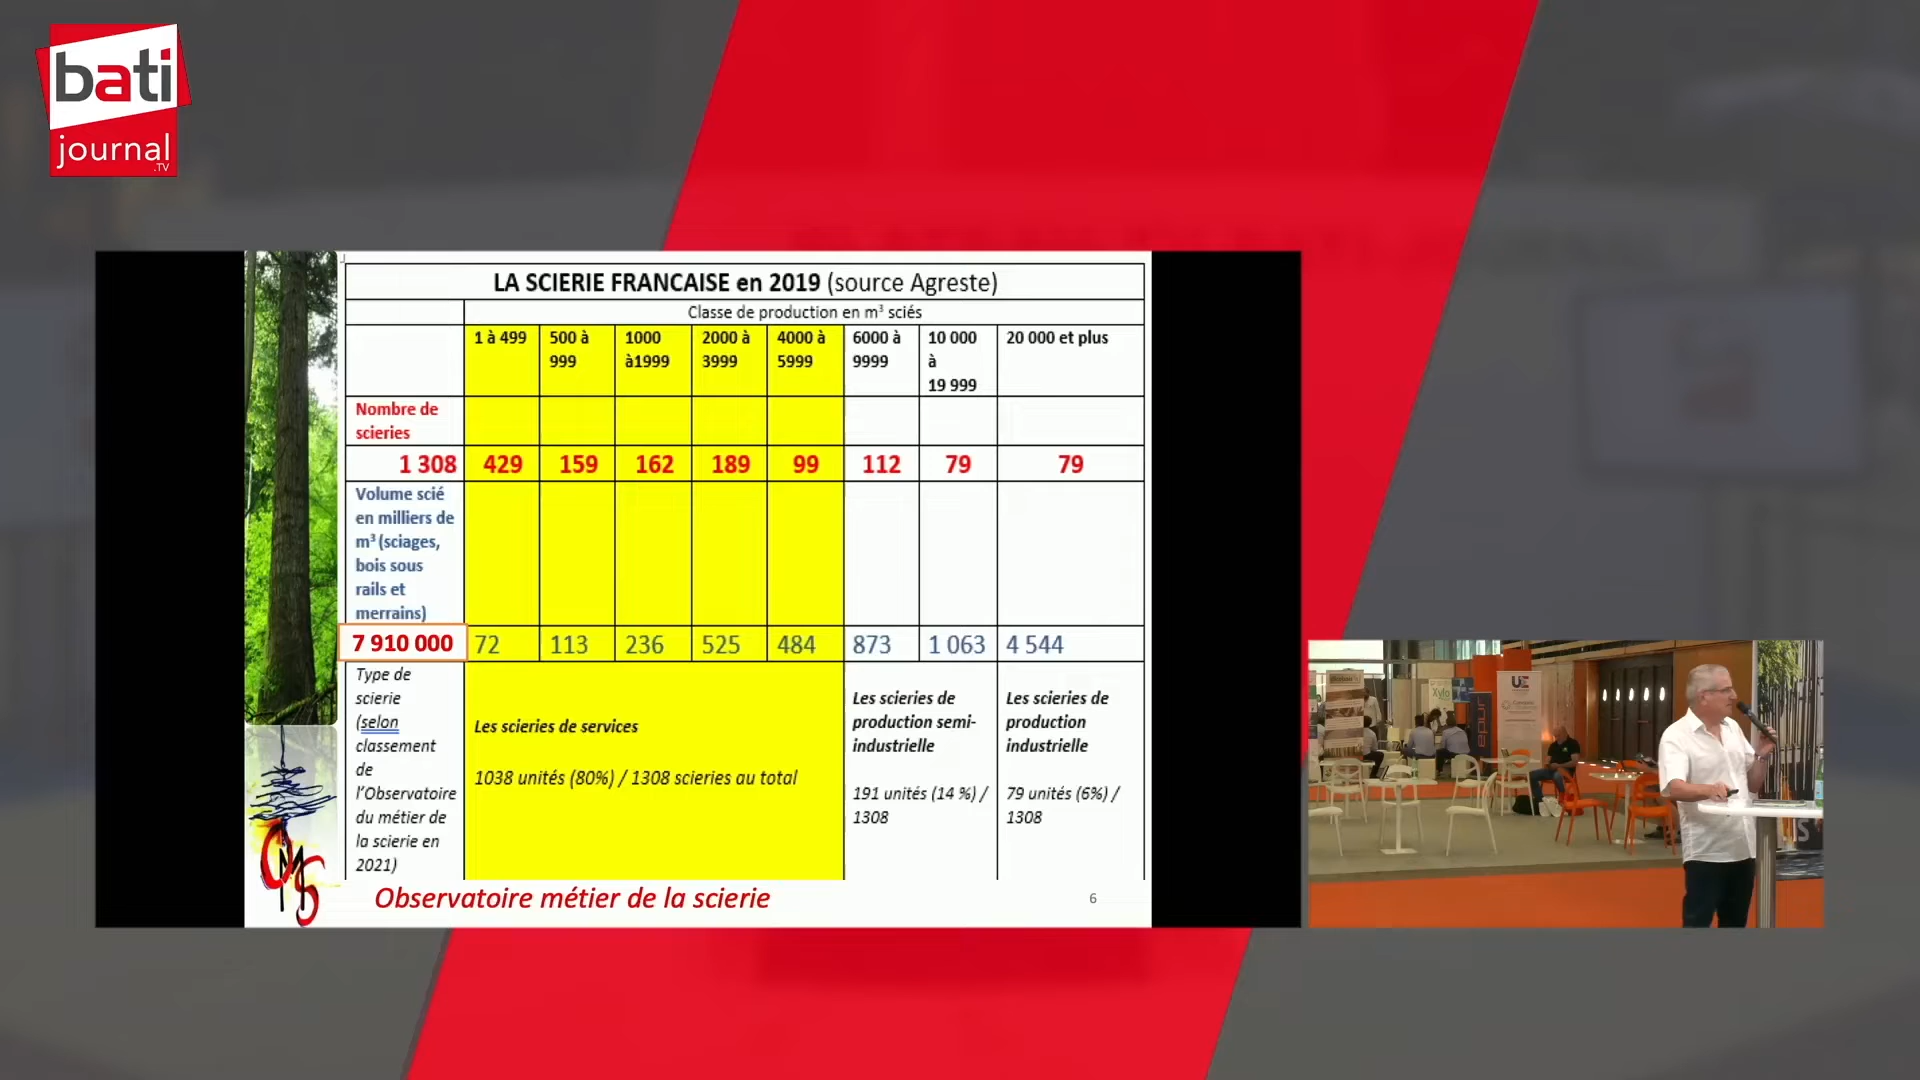 bati
journal
.TV
LA SCIERIE FRANCAISE en 2019 (source Agreste)
Classe de production en m³ sciés
1 à 499
500 à
999
1000
à1999
2000 à
3999
4000 à
5999
6000 à
9999
10 000
à
19 999
20 000 et plus
Nombre de
scieries
1 308 429 159 162 189 99 112 79 79
Volume scié
en milliers de
m³ (sciages,
bois sous
rails et
merrains)
7 910 000 72 113 236 525 484 873 1 063 4 544
Type de
scierie
(selon
classement
de
l'Observatoire
du métier de
la scierie en
2021)
Les scieries de services
1038 unités (80%) / 1308 scieries au total
Les scieries de
production semi-
industrielle
191 unités (14 %) /
1308
Les scieries de
production
industrielle
79 unités (6%) /
1308
OMS
Observatoire métier de la scierie
6
Xylo
epur